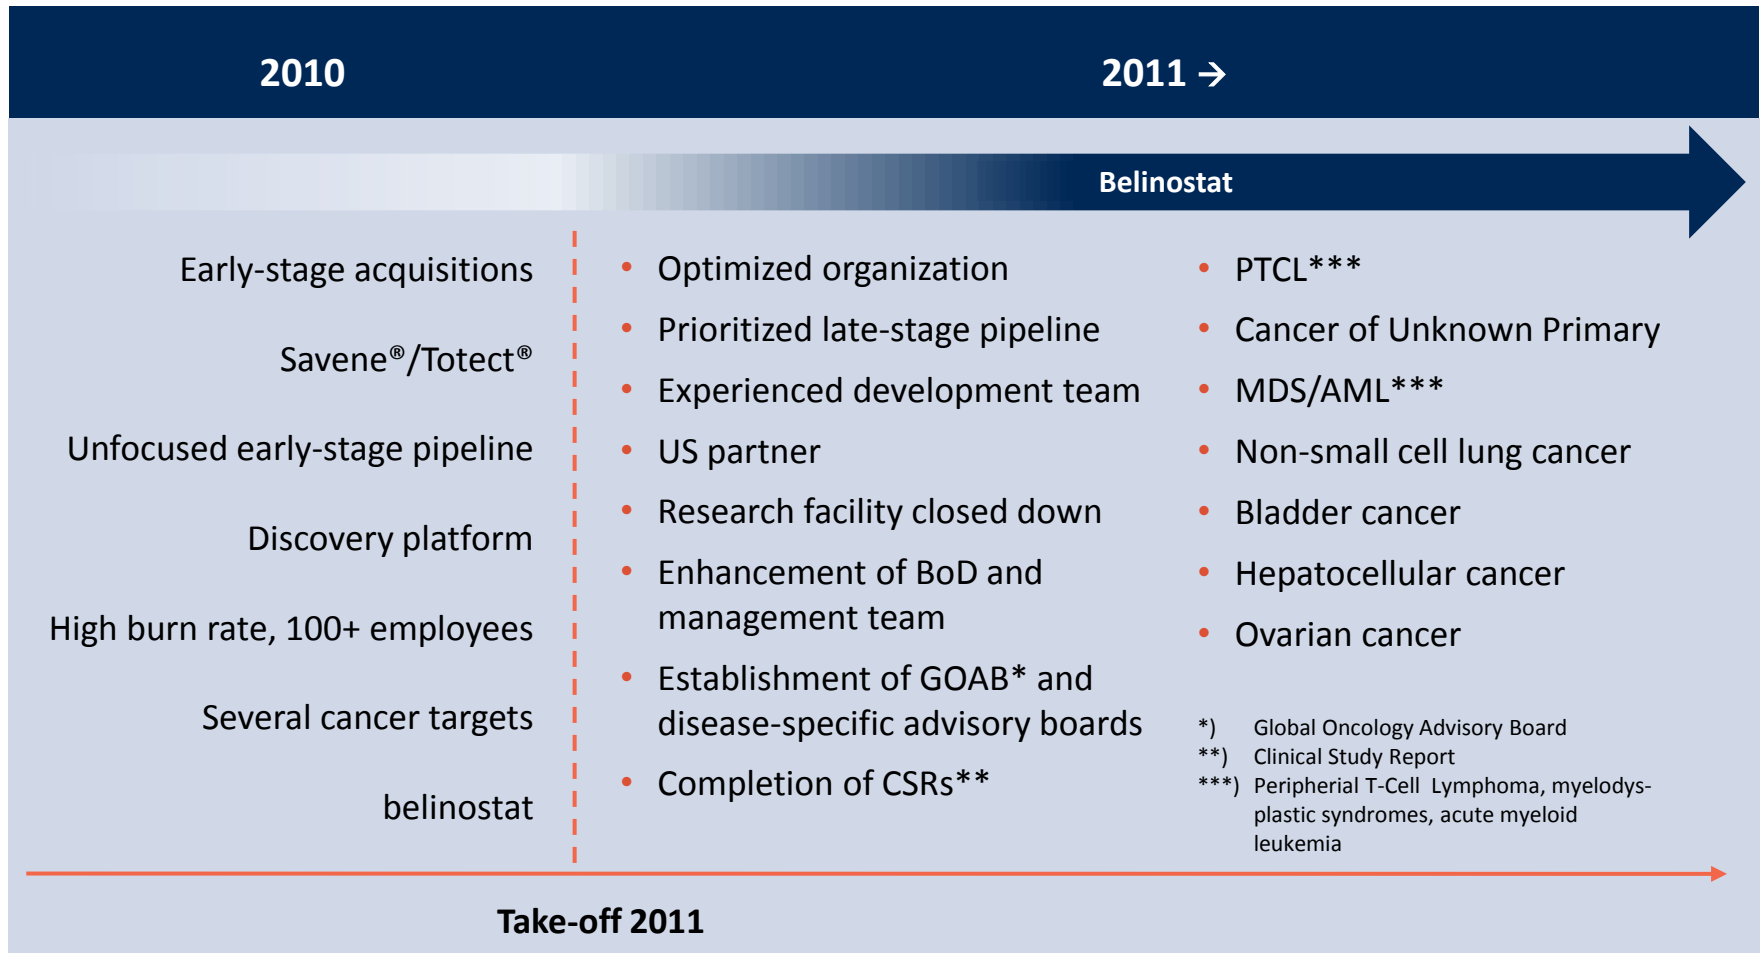 2010
2011 →
Belinostat
Early-stage acquisitions
Savene®/Totect®
Unfocused early-stage pipeline
Discovery platform
High burn rate, 100+ employees
Several cancer targets
belinostat
• Optimized organization
• Prioritized late-stage pipeline
• Experienced development team
• US partner
• Research facility closed down
• Enhancement of BoD and
management team
• Establishment of GOAB* and
disease-specific advisory boards
• Completion of CSRs**
• PTCL***
• Cancer of Unknown Primary
• MDS/AML***
• Non-small cell lung cancer
• Bladder cancer
• Hepatocellular cancer
• Ovarian cancer
*) Global Oncology Advisory Board
**) Clinical Study Report
***) Peripherial T-Cell Lymphoma, myelodys-
plastic syndromes, acute myeloid
leukemia
Take-off 2011